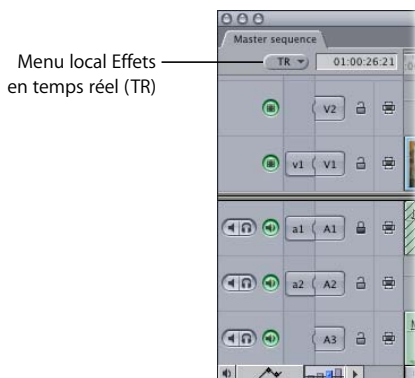 Master sequence
Menu local Effets
en temps réel (TR)
TR
01:00:26:21
V2
v1 V1
a1 A1
a2 A2
A3